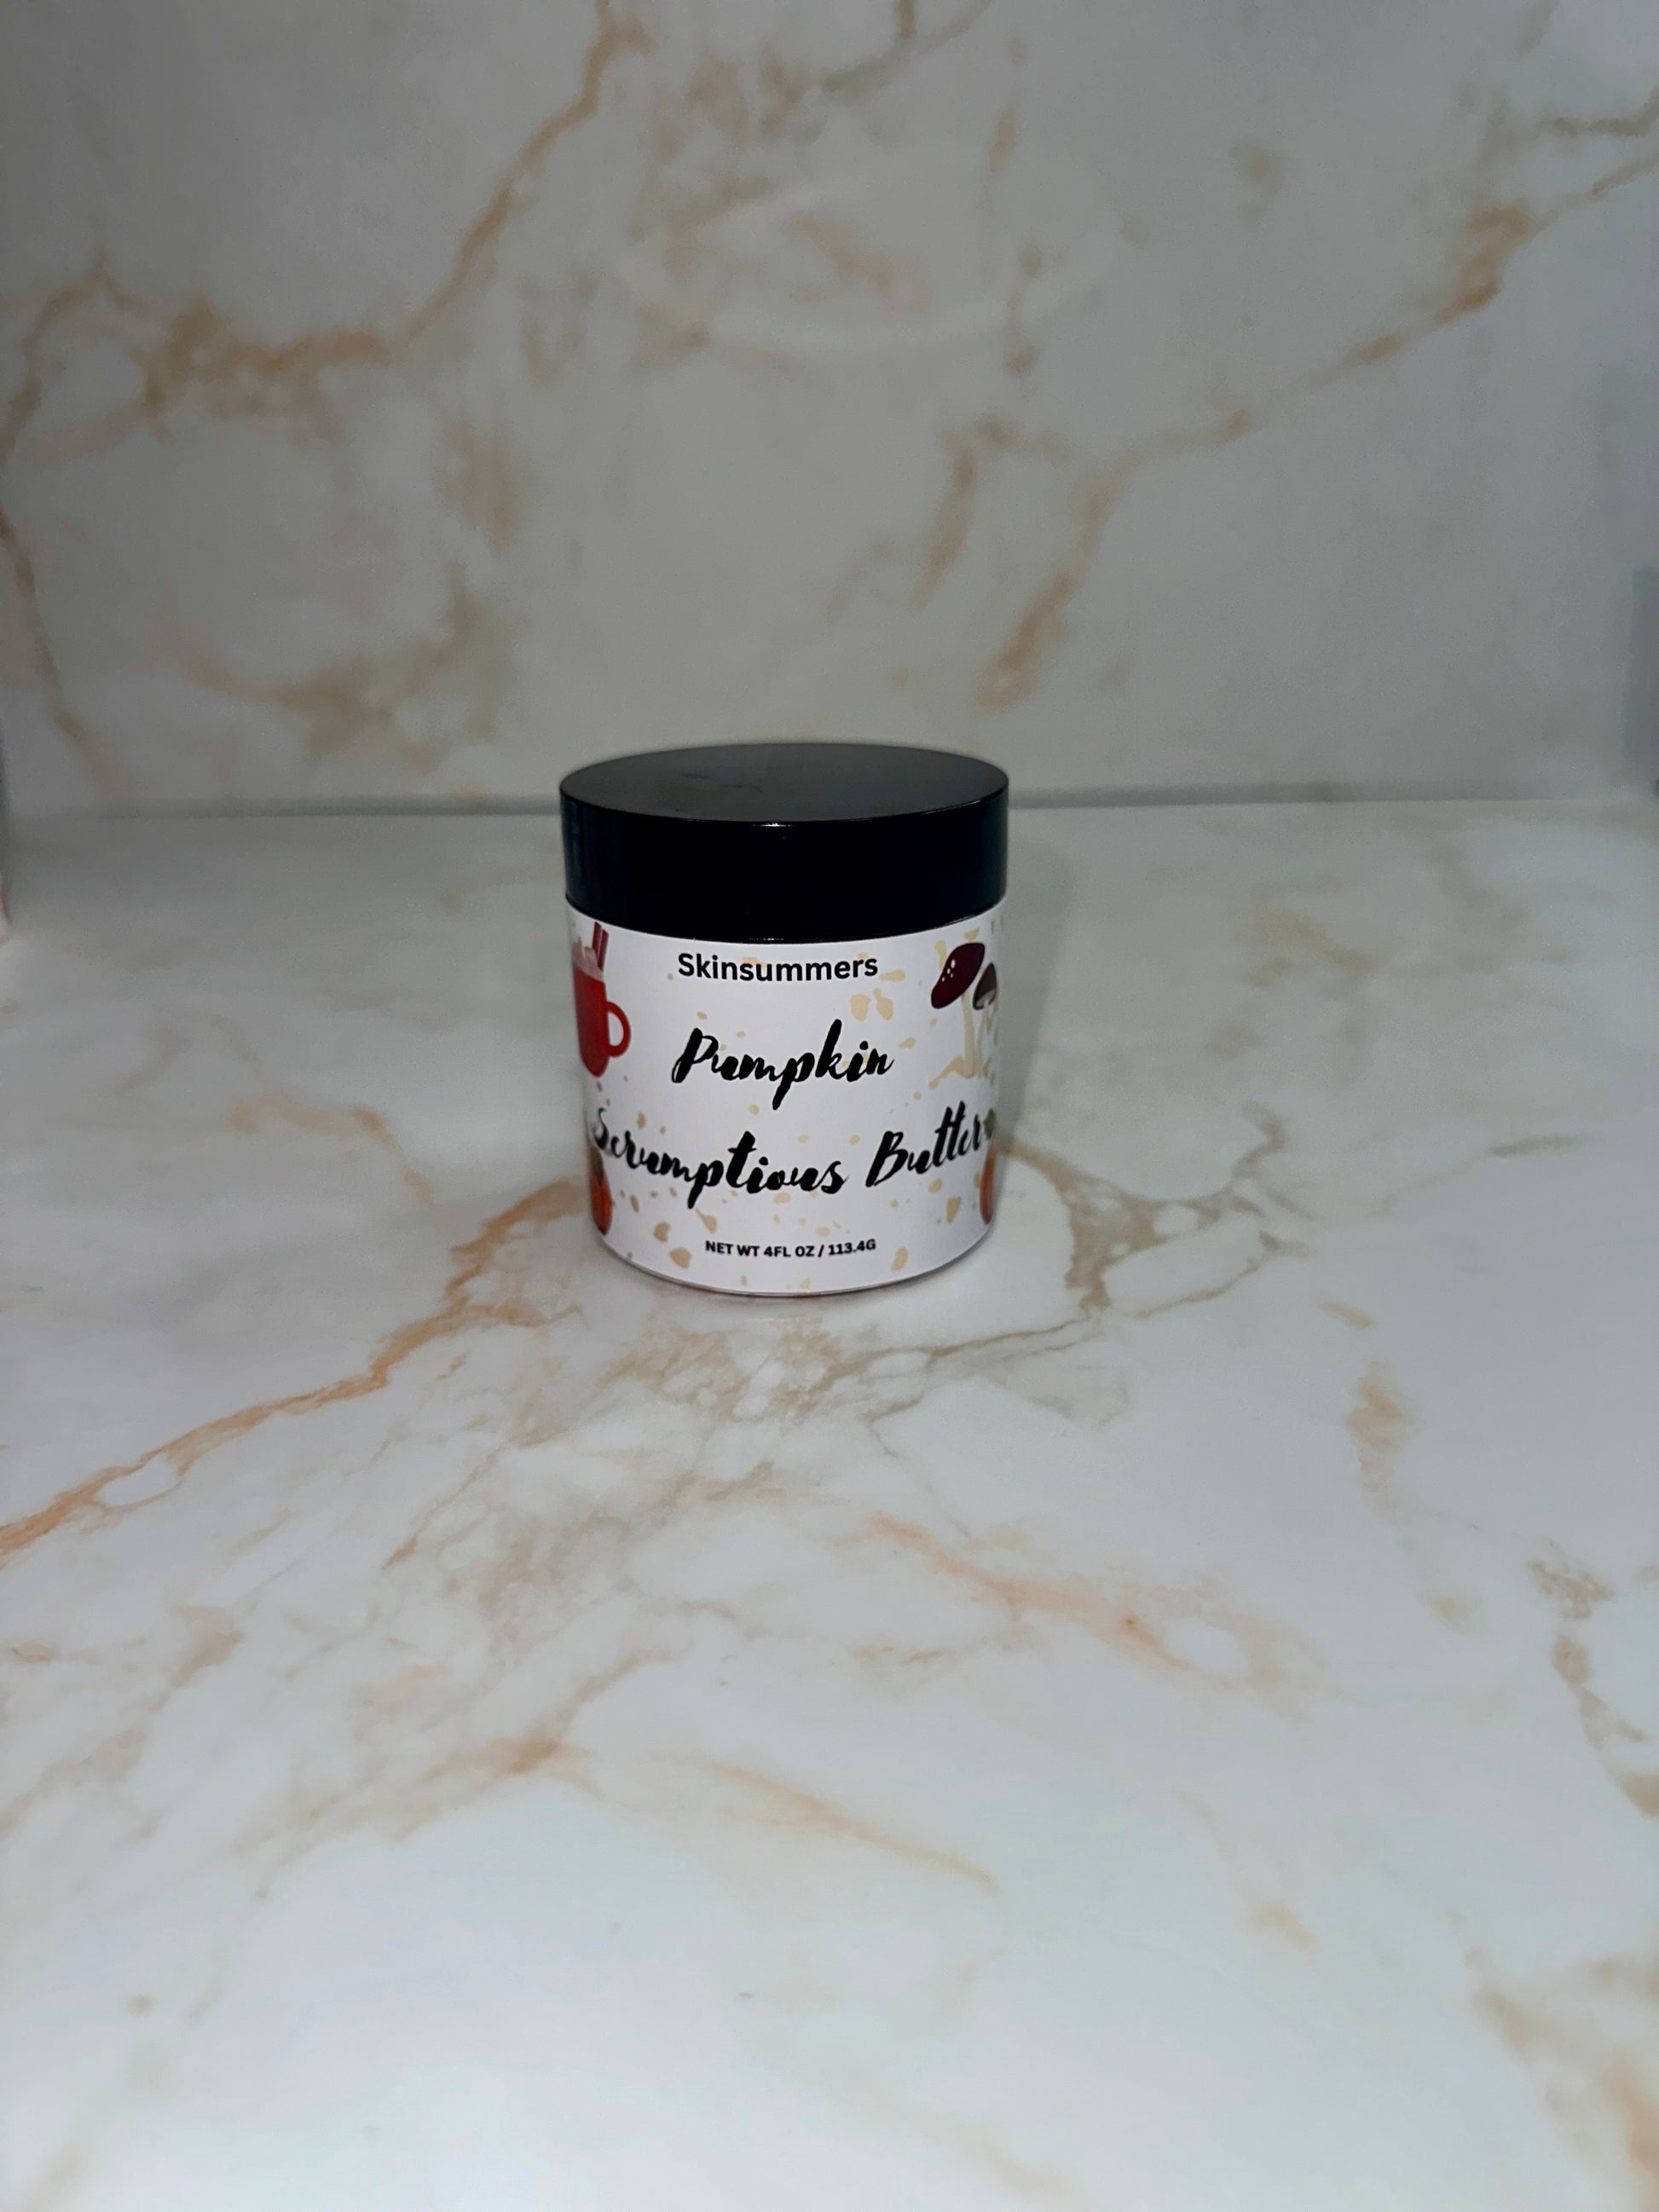 Skinsummers
Pumpkin
Scrumptious Butter
NET WT 4FL OZ / 113.4G